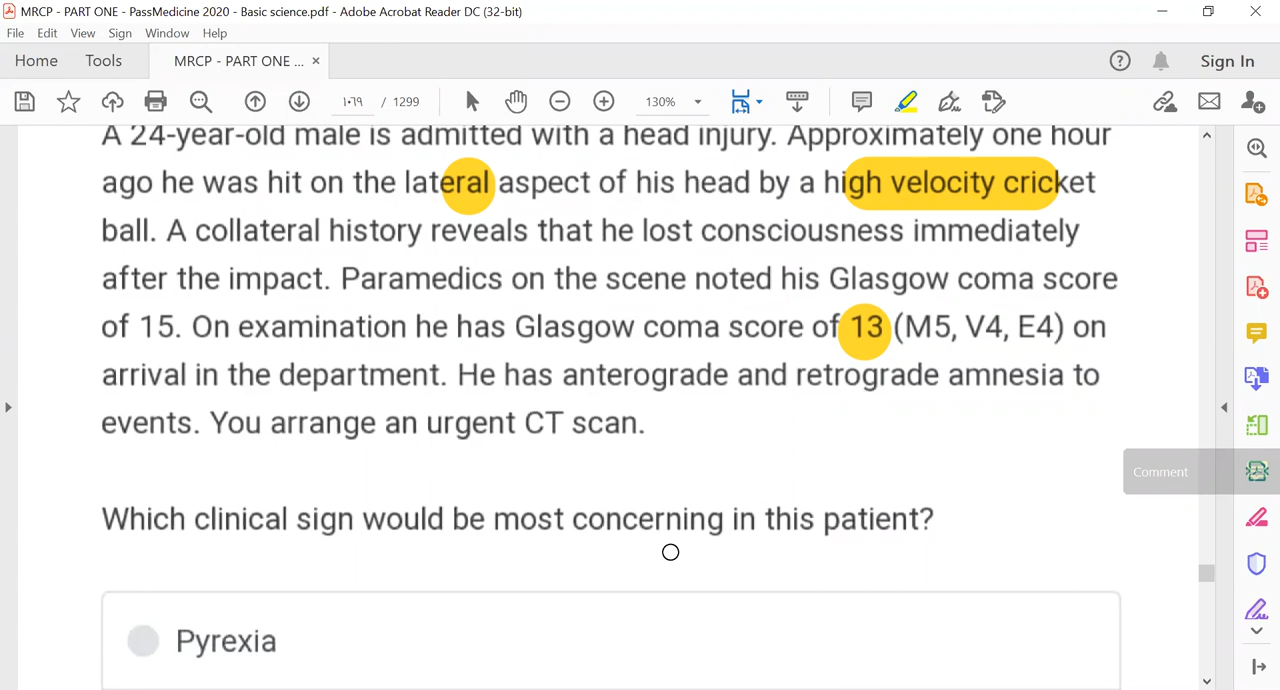 MRCP - PART ONE - PassMedicine 2020 - Basic science.pdf - Adobe Acrobat Reader DC (32-bit)
File Edit View Sign Window Help
Home Tools MRCP - PART ONE ... × Sign In
/ 1299 130%
A 24-year-old male is admitted with a head injury. Approximately one hour
ago he was hit on the lateral aspect of his head by a high velocity cricket
ball. A collateral history reveals that he lost consciousness immediately
after the impact. Paramedics on the scene noted his Glasgow coma score
of 15. On examination he has Glasgow coma score of 13 (M5, V4, E4) on
arrival in the department. He has anterograde and retrograde amnesia to
events. You arrange an urgent CT scan.
Comment
Which clinical sign would be most concerning in this patient?
Pyrexia